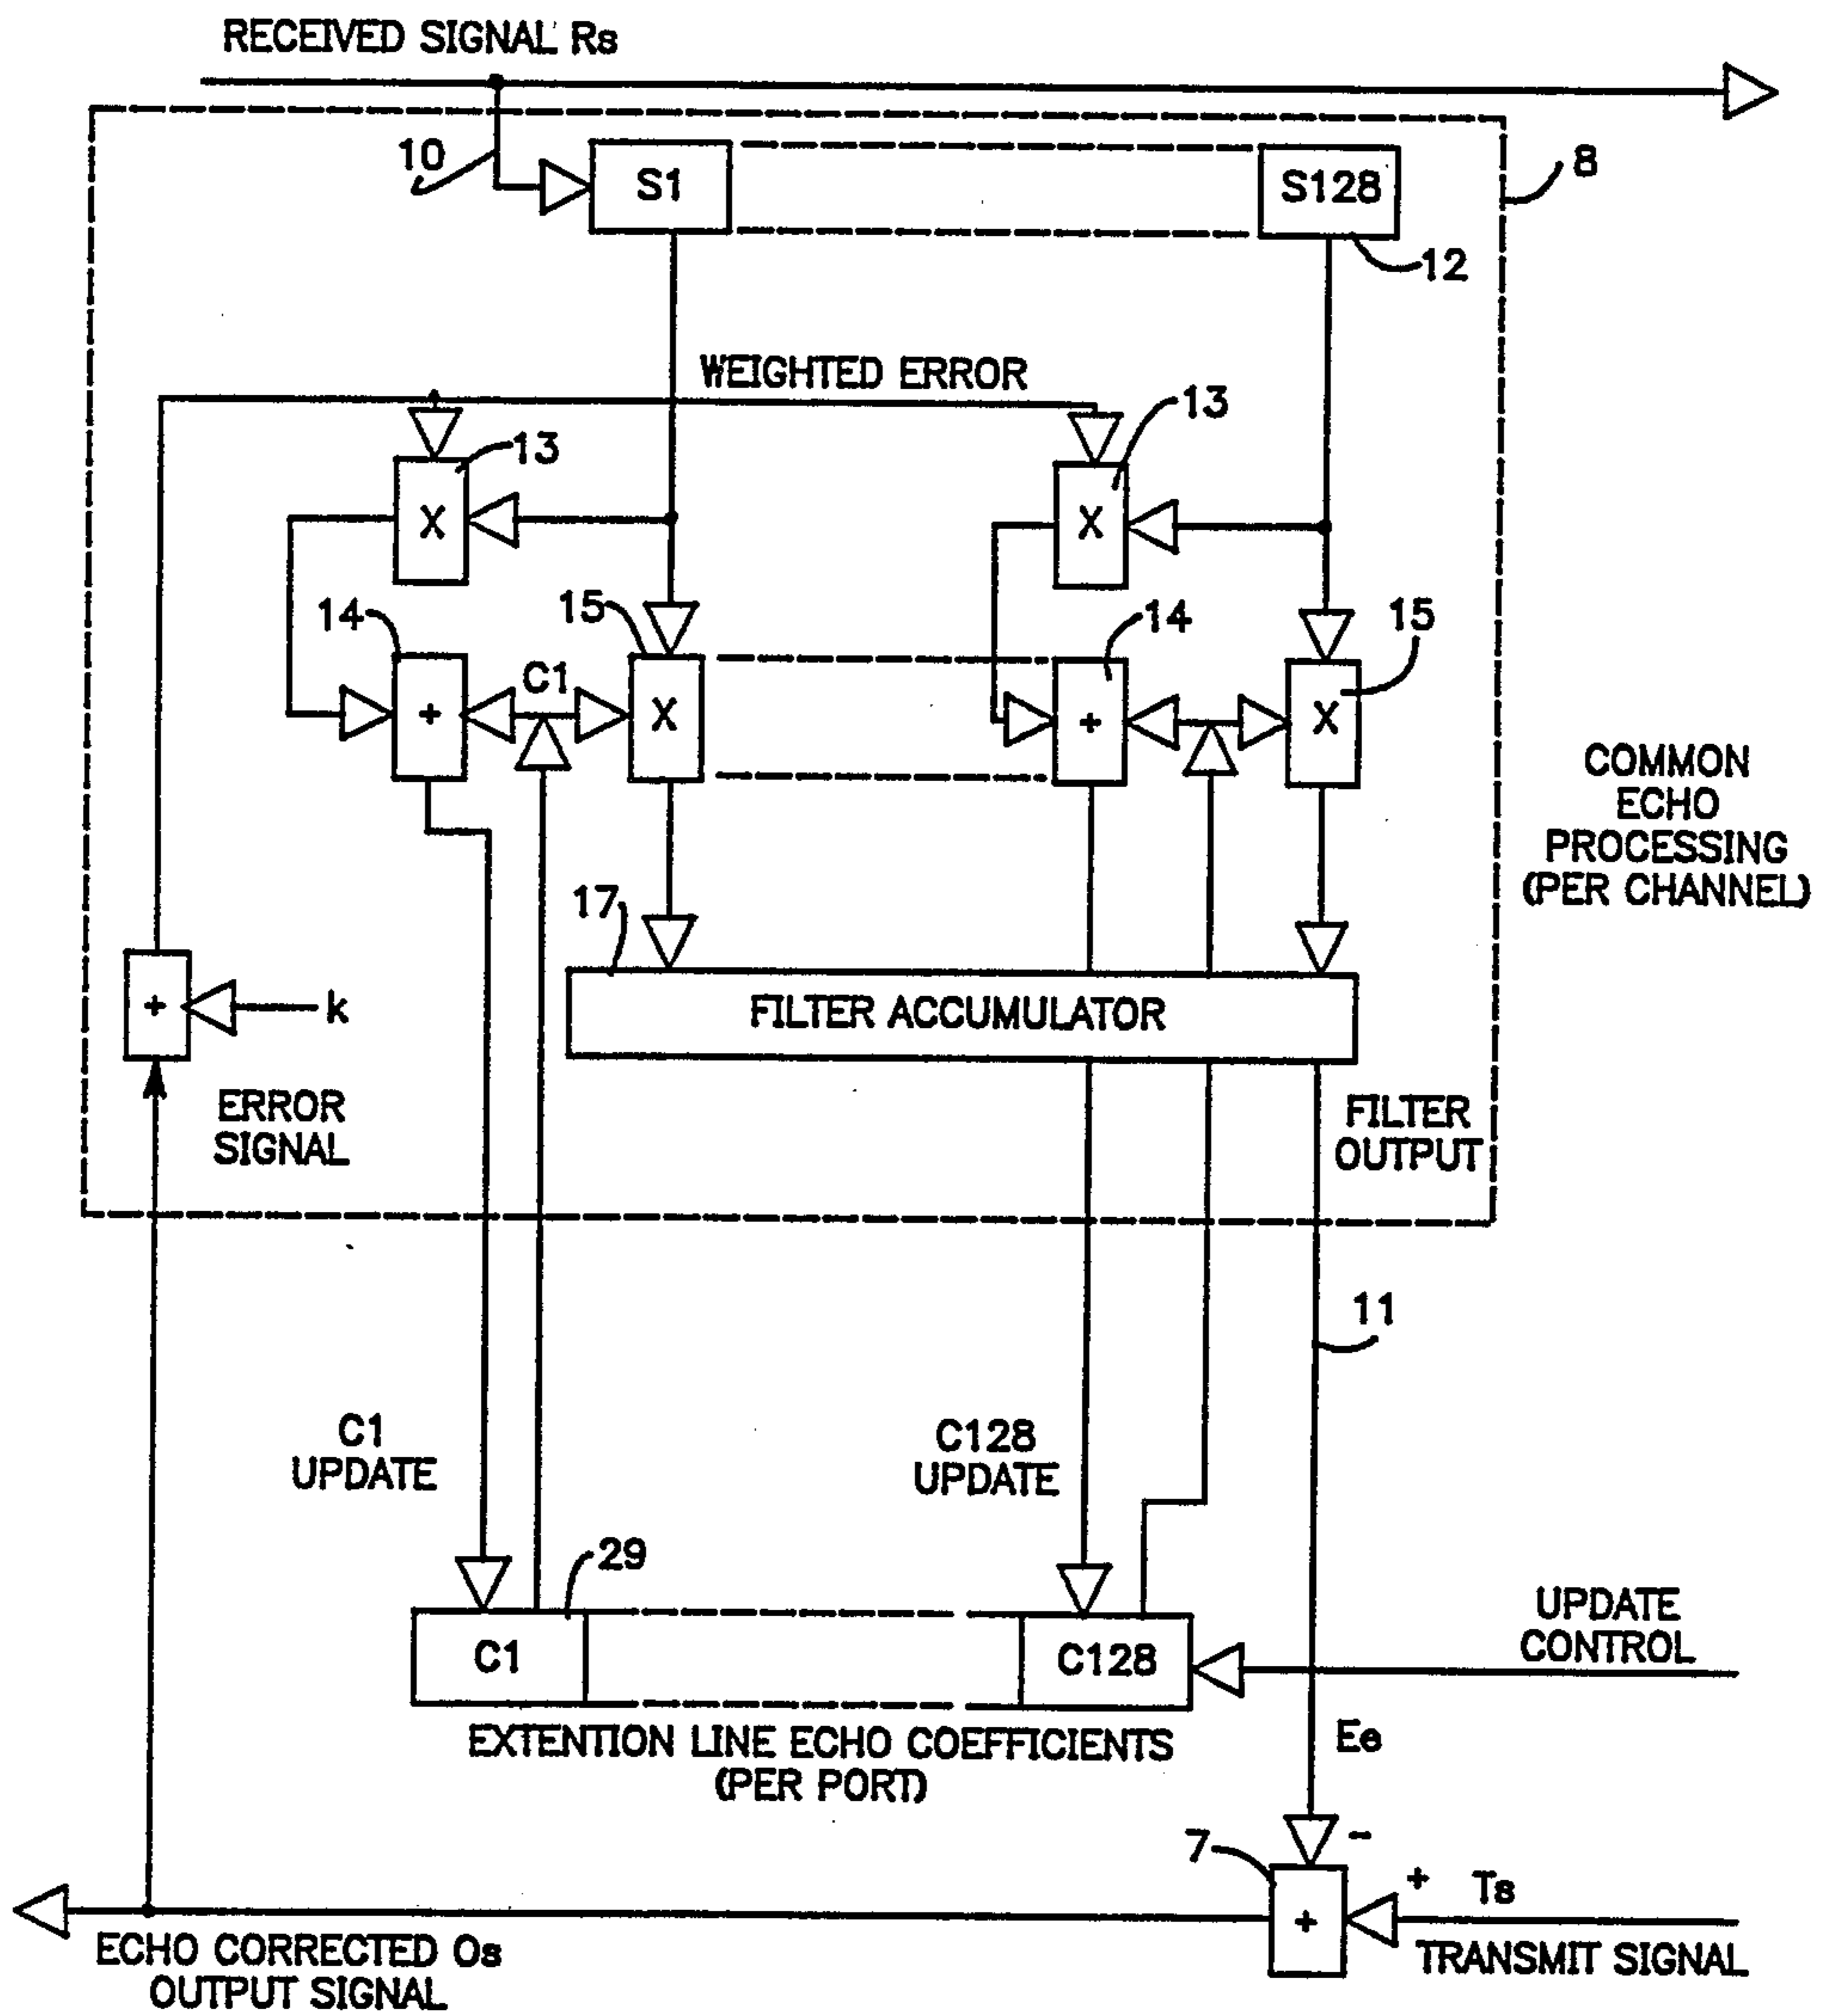 RECEIVED SIGNAL Rs
10
S1
S128
8
12
WEIGHTED ERROR
13
13
X
X
14
15
14
15
C1
+
X
+
X
COMMON
ECHO
PROCESSING
(PER CHANNEL)
17
FILTER ACCUMULATOR
+
k
ERROR
SIGNAL
FILTER
OUTPUT
11
C1
UPDATE
C128
UPDATE
29
UPDATE
CONTROL
C1
C128
EXTENTION LINE ECHO COEFFICIENTS
(PER PORT)
Ee
7
-
+
Ts
+
ECHO CORRECTED Os
OUTPUT SIGNAL
TRANSMIT SIGNAL